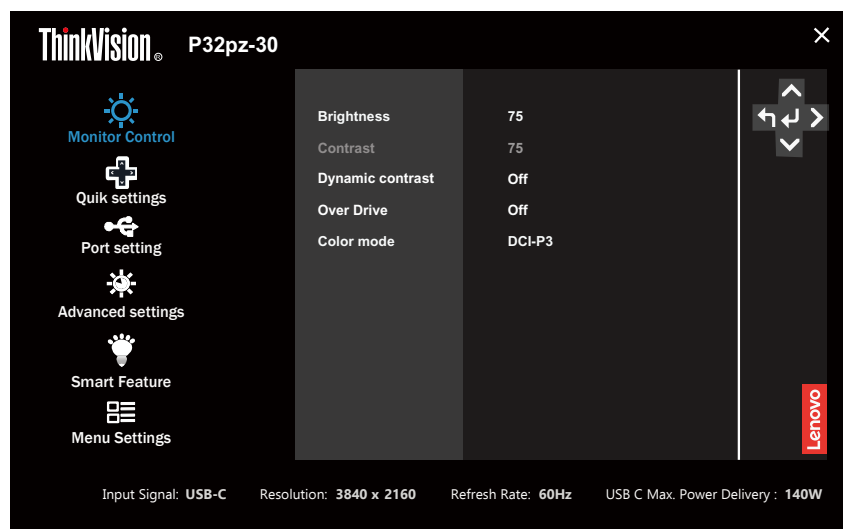 ThinkVision® P32pz-30
Monitor Control
Quik settings
Port setting
Advanced settings
Smart Feature
Menu Settings
Brightness 75
Contrast 75
Dynamic contrast Off
Over Drive Off
Color mode DCI-P3
Lenovo
Input Signal: USB-C Resolution: 3840 x 2160 Refresh Rate: 60Hz USB C Max. Power Delivery : 140W